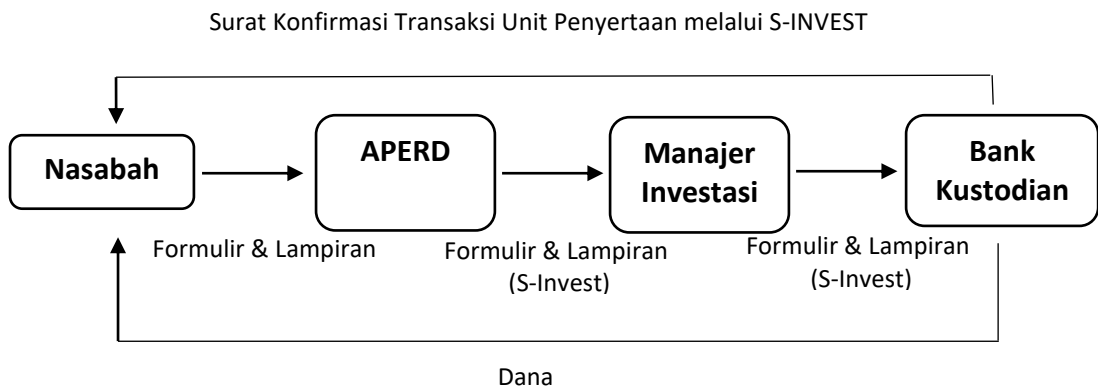 Surat Konfirmasi Transaksi Unit Penyertaan melalui S-INVEST
Nasabah
APERD
Manajer
Investasi
Bank
Kustodian
Formulir & Lampiran
Formulir & Lampiran
(S-Invest)
Formulir & Lampiran
(S-Invest)
Dana